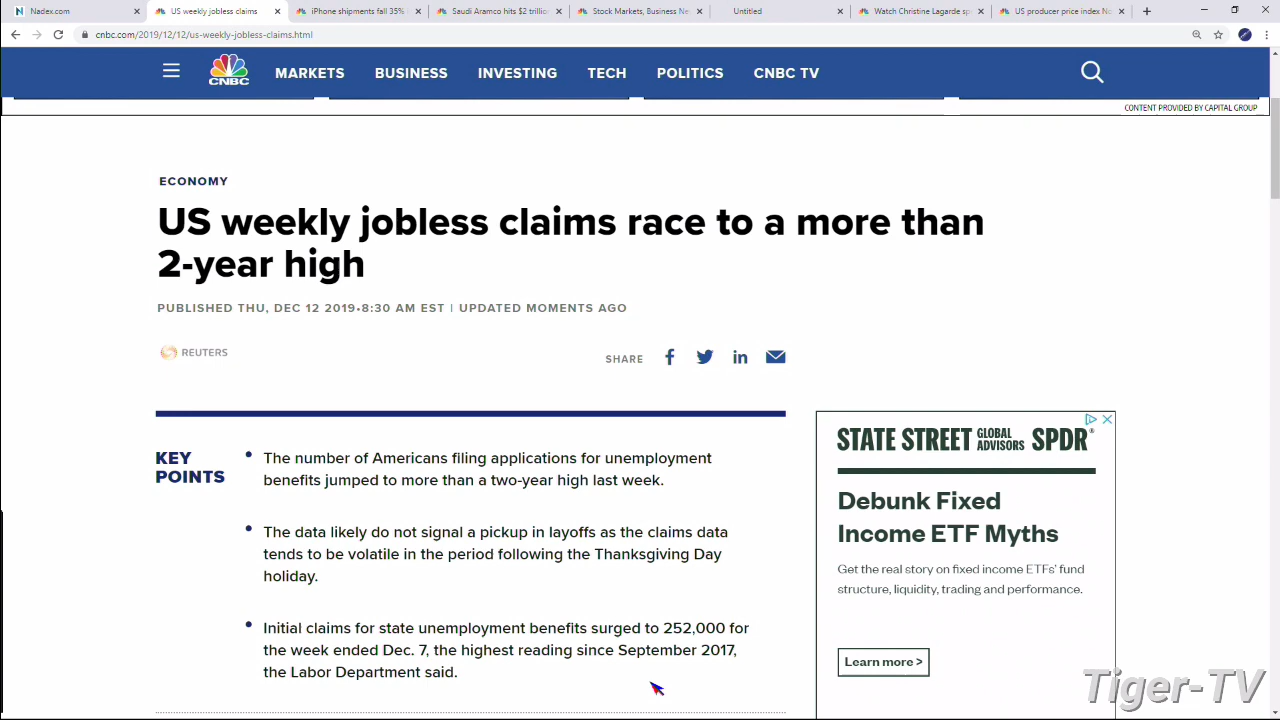 Nadex.com
US weekly jobless claims
iPhone shipments fall 35%
Saudi Aramco hits $2 trillio
Stock Markets, Business Ne
Untitled
Watch Christine Lagarde sp
US producer price index No
cnbc.com/2019/12/12/us-weekly-jobless-claims.html
CNBC
MARKETS BUSINESS INVESTING TECH POLITICS CNBC TV
CONTENT PROVIDED BY CAPITAL GROUP
ECONOMY
US weekly jobless claims race to a more than
2-year high
PUBLISHED THU, DEC 12 2019•8:30 AM EST | UPDATED MOMENTS AGO
REUTERS
SHARE
in
KEY
POINTS
The number of Americans filing applications for unemployment
benefits jumped to more than a two-year high last week.
The data likely do not signal a pickup in layoffs as the claims data
tends to be volatile in the period following the Thanksgiving Day
holiday.
Initial claims for state unemployment benefits surged to 252,000 for
the week ended Dec. 7, the highest reading since September 2017,
the Labor Department said.
STATE STREET GLOBAL ADVISORS SPDR®
Debunk Fixed
Income ETF Myths
Get the real story on fixed income ETFs' fund
structure, liquidity, trading and performance.
Learn more >
Tiger-TV